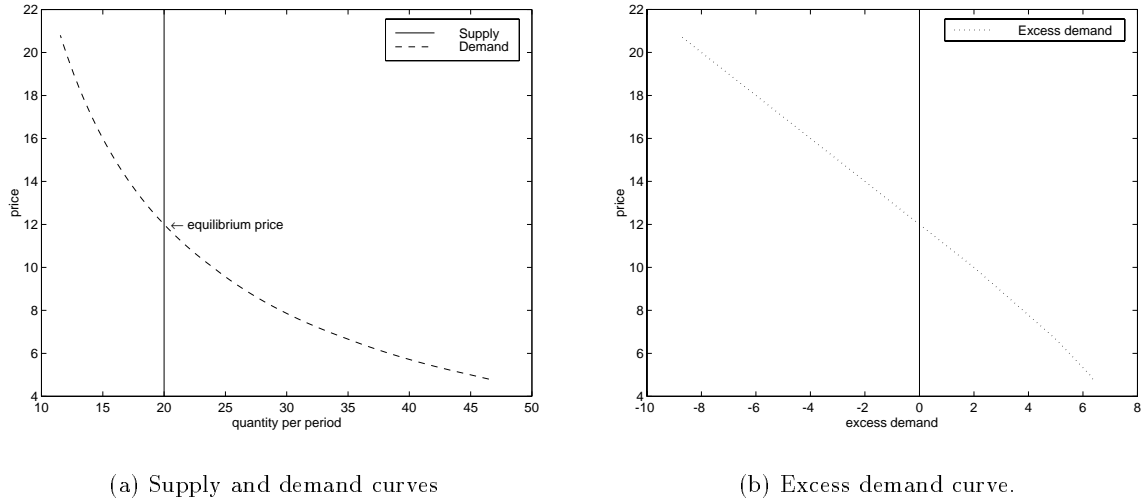 22
20
18
16
14
12
10
8
6
4
price
10 15 20 25 30 35 40 45 50
quantity per period
Supply
Demand
← equilibrium price
(a) Supply and demand curves
22
20
18
16
14
12
10
8
6
4
price
-10 -8 -6 -4 -2 0 2 4 6 8
excess demand
Excess demand
(b) Excess demand curve.